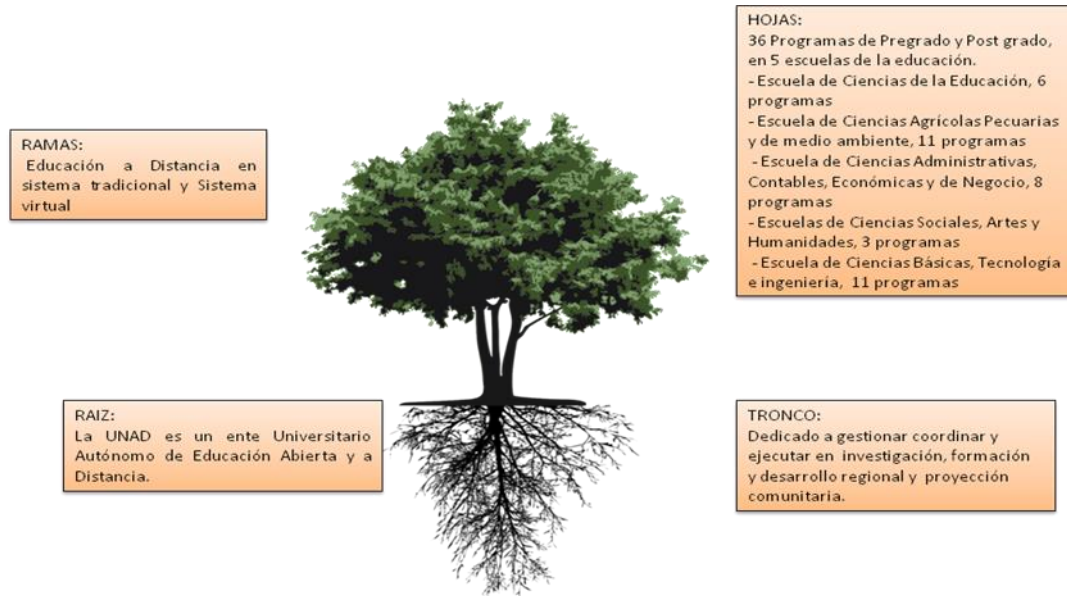 RAMAS:
Educación a Distancia en
sistema tradicional y Sistema
virtual
HOJAS:
36 Programas de Pregrado y Post grado,
en 5 escuelas de la educación.
- Escuela de Ciencias de la Educación, 6
programas
- Escuela de Ciencias Agrícolas Pecuarias
y de medio ambiente, 11 programas
- Escuela de Ciencias Administrativas,
Contables, Económicas y de Negocio, 8
programas
- Escuelas de Ciencias Sociales, Artes y
Humanidades, 3 programas
- Escuela de Ciencias Básicas, Tecnología
e ingeniería, 11 programas
RAIZ:
La UNAD es un ente Universitario
Autónomo de Educación Abierta y a
Distancia.
TRONCO:
Dedicado a gestionar coordinar y
ejecutar en investigación, formación
y desarrollo regional y proyección
comunitaria.